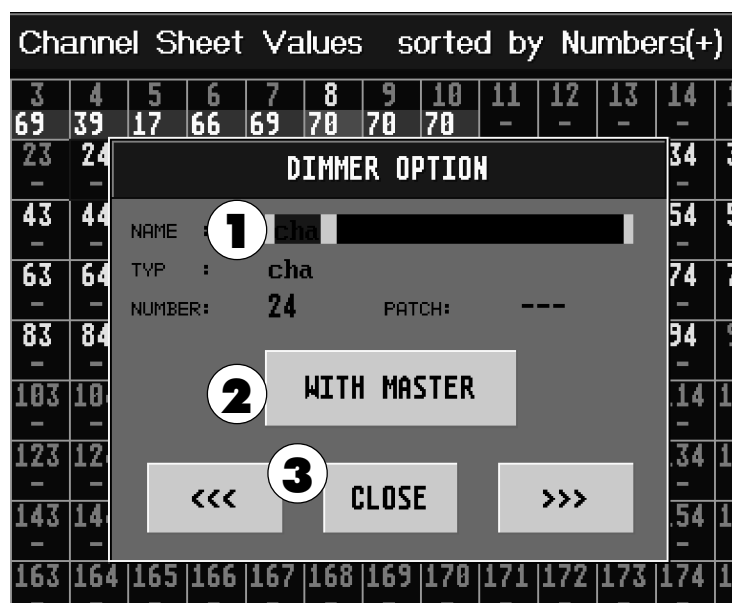 Channel Sheet Values sorted by Numbers(+)
3 4 5 6 7 8 9 10 11 12 13 14
69 39 17 66 69 70 70 70 - - - -
23 24 34
- - -
DIMMER OPTION
43 44 54
- - -
NAME : 1 cha
63 64 74
TYP : cha
- - -
NUMBER: 24 PATCH: ---
83 84 94
- - -
2 WITH MASTER
103
- - -
123
- - -
3
<<< CLOSE >>>
143
- - -
163 164 165 166 167 168 169 170 171 172 173 174